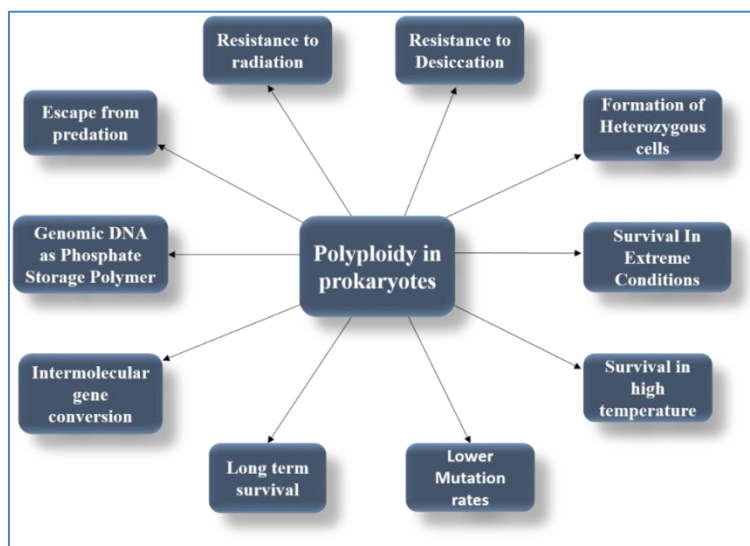 Resistance to
radiation
Resistance to
Desiccation
Escape from
predation
Formation of
Heterozygous
cells
Genomic DNA
as Phosphate
Storage Polymer
Polyploidy in
prokaryotes
Survival In
Extreme
Conditions
Intermolecular
gene
conversion
Survival in
high
temperature
Long term
survival
Lower
Mutation
rates